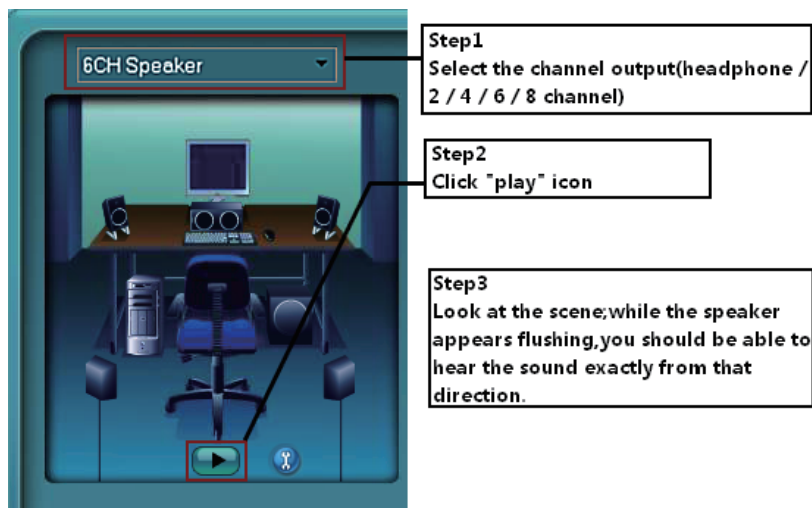 6CH Speaker
Step1
Select the channel output(headphone /
2 / 4 / 6 / 8 channel)
Step2
Click "play" icon
Step3
Look at the scene;while the speaker
appears flushing,you should be able to
hear the sound exactly from that
direction.